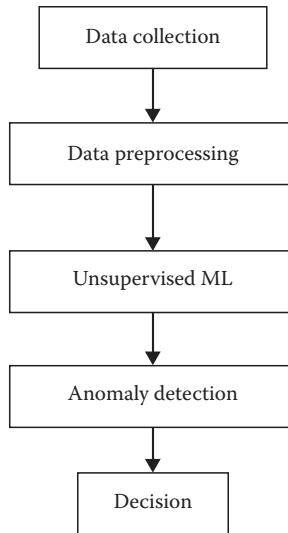 Data collection
Data preprocessing
Unsupervised ML
Anomaly detection
Decision